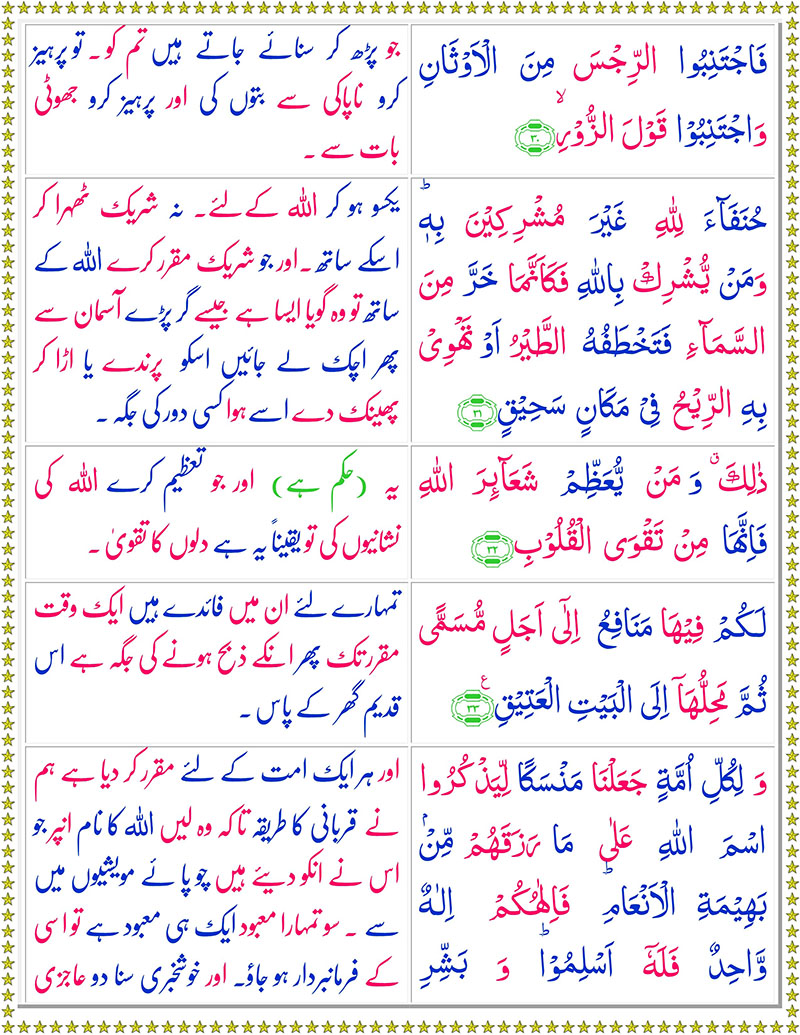 فَاجْتَنِبُوا الرِّجْسَ مِنَ الْاَوْثَانِ
وَاجْتَنِبُوْا قَوْلَ الزُّوْرِۙ ۳۰
جو پڑھ کر سنائے جاتے ہیں تم کو۔ تو پرہیز
کرو ناپاکی سے بتوں کی اور پرہیز کرو جھوٹی
بات سے ۔
حُنَفَآءَ لِلّٰهِ غَيْرَ مُشْرِكِيْنَ بِهٖ ؕ
وَمَنْ يُّشْرِكْ بِاللّٰهِ فَكَاَنَّمَا خَرَّ مِنَ
السَّمَآءِ فَتَخْطَفُهُ الطَّيْرُ اَوْ تَهْوِىْ
بِهِ الرِّيْحُ فِىْ مَكَانٍ سَحِيْقٍ ۳۱
یکسو ہو کر اللہ کے لئے۔ نہ شریک ٹھہرا کر
اسکے ساتھ۔ اور جو شریک مقرر کرے اللہ کے
ساتھ تو وہ گویا ایسا ہے جیسے گر پڑے آسمان سے
پھر اچک لے جائیں اسکو پرندے یا اڑا کر
پھینک دے اسے ہوا کسی دور کی جگہ ۔
ذٰلِكَ ۗ وَمَنْ يُّعَظِّمْ شَعَآٮِٕرَ اللّٰهِ
فَاِنَّهَا مِنْ تَقْوَى الْقُلُوْبِ ۳۲
یہ (حکم ہے) اور جو تعظیم کرے اللہ کی
نشانیوں کی تو یقیناً یہ ہے دلوں کا تقویٰ ۔
لَـكُمْ فِيْهَا مَنَافِعُ اِلٰٓى اَجَلٍ مُّسَمًّى
ثُمَّ مَحِلُّهَاۤ اِلَى الْبَيْتِ الْعَتِيْقِ ۳۳ ع
تمہارے لئے ان میں فائدے ہیں ایک وقت
مقرر تک پھر انکے ذبح ہونے کی جگہ ہے اس
قدیم گھر کے پاس ۔
وَ لِكُلِّ اُمَّةٍ جَعَلْنَا مَنْسَكًا لِّيَذْكُرُوا
اسْمَ اللّٰهِ عَلٰى مَا رَزَقَهُمْ مِّنْۢ
بَهِيْمَةِ الْاَنْعَامِ ؕ فَاِلٰهُكُمْ اِلٰـهٌ
وَّاحِدٌ فَلَهٗۤ اَسْلِمُوْا ؕ وَ بَشِّرِ
اور ہر ایک امت کے لئے مقرر کر دیا ہے ہم
نے قربانی کا طریقہ تاکہ وہ لیں اللہ کا نام انپر جو
اس نے انکو دیئے ہیں چوپائے مویشیوں میں
سے ۔ سو تمہارا معبود ایک ہی معبود ہے تو اسی
کے فرمانبردار ہو جاؤ۔ اور خوشخبری سنا دو عاجزی